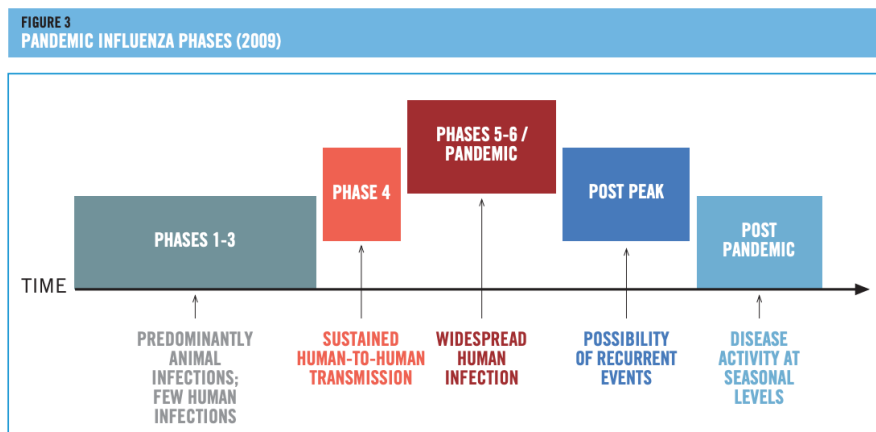 FIGURE 3
PANDEMIC INFLUENZA PHASES (2009)
PHASES 5-6 /
PANDEMIC
PHASE 4
POST PEAK
PHASES 1-3
POST
PANDEMIC
TIME
PREDOMINANTLY
ANIMAL
INFECTIONS;
FEW HUMAN
INFECTIONS
SUSTAINED
HUMAN-TO-HUMAN
TRANSMISSION
WIDESPREAD
HUMAN
INFECTION
POSSIBILITY
OF RECURRENT
EVENTS
DISEASE
ACTIVITY AT
SEASONAL
LEVELS